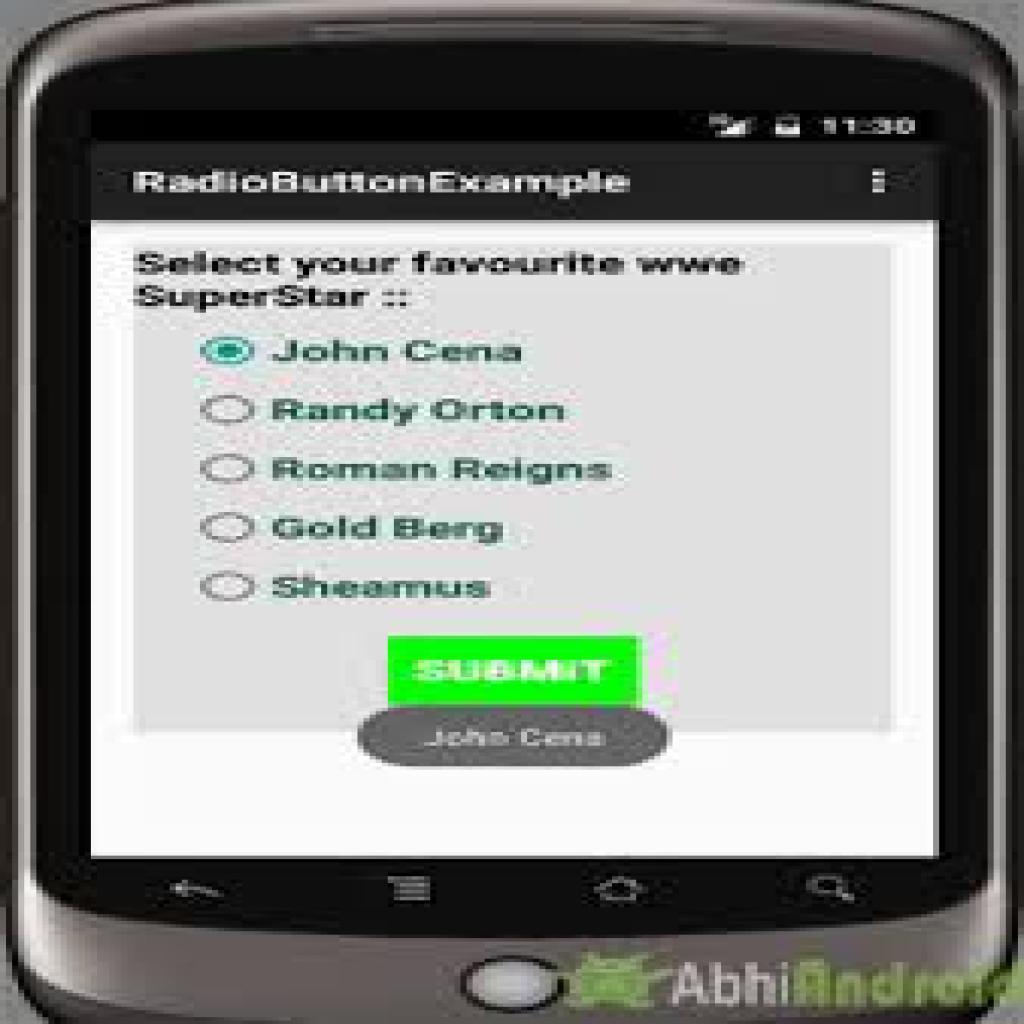 11:30
RadioButtonExample
Select your favourite wwe
SuperStar ::
John Cena
Randy Orton
Roman Reigns
Gold Berg
Sheamus
SUBMIT
John Cena
AbhiAndroid